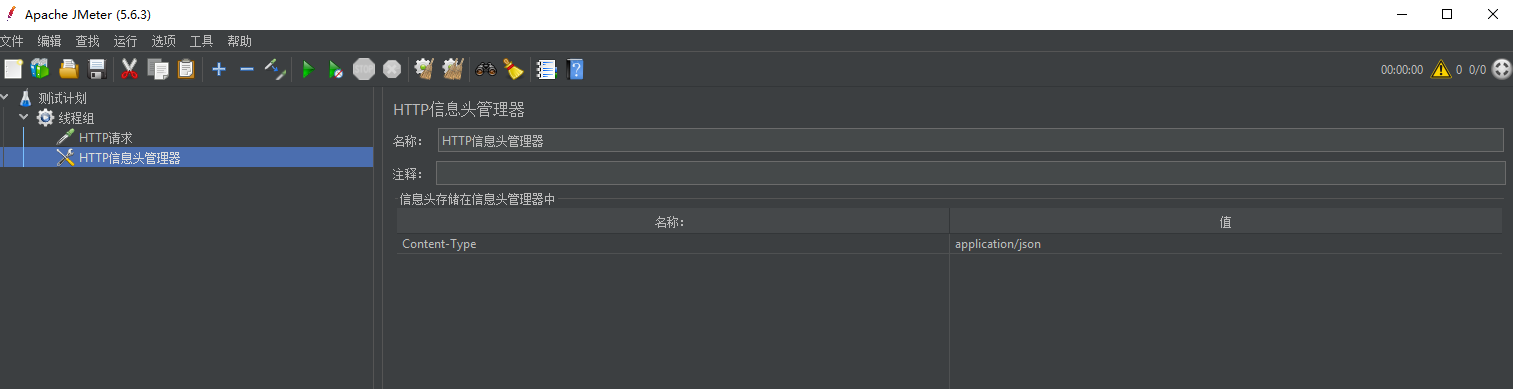 Apache JMeter (5.6.3)
文件 编辑 查找 运行 选项 工具 帮助
00:00:00 0 0/0
测试计划
线程组
HTTP请求
HTTP信息头管理器
HTTP信息头管理器
名称： HTTP信息头管理器
注释：
信息头存储在信息头管理器中
名称： 值
Content-Type application/json